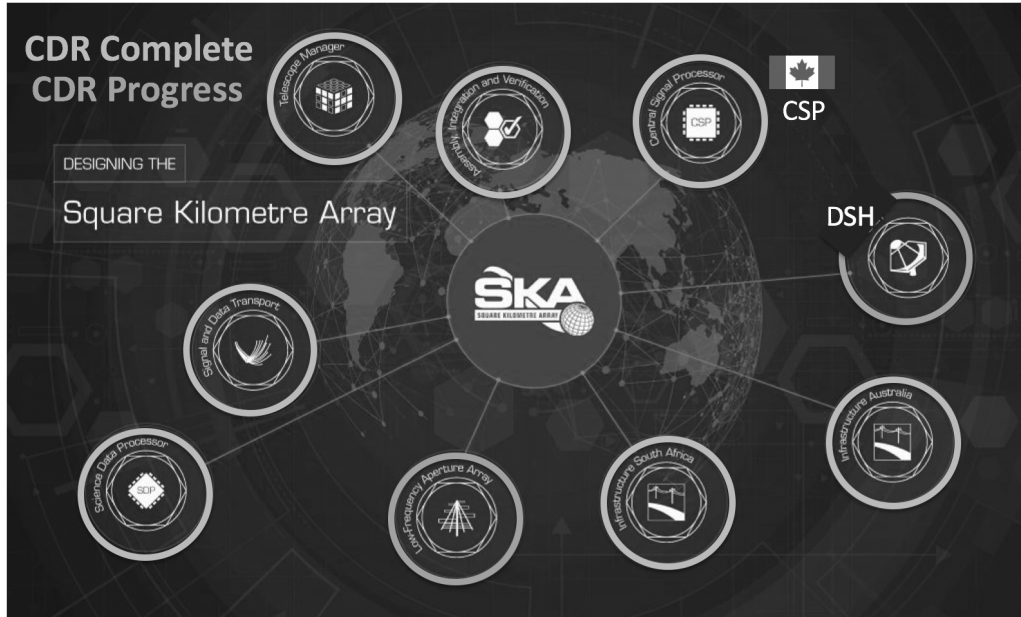 CDR Complete
CDR Progress
DESIGNING THE
Square Kilometre Array
Telescope Manager
Assembly, Integration and Verification
Central Signal Processor
CSP
CSP
DSH
SKA
SQUARE KILOMETRE ARRAY
Signal and Data Transport
Infrastructure Australia
Science Data Processor
SDP
Low-Frequency Aperture Array
Infrastructure South Africa